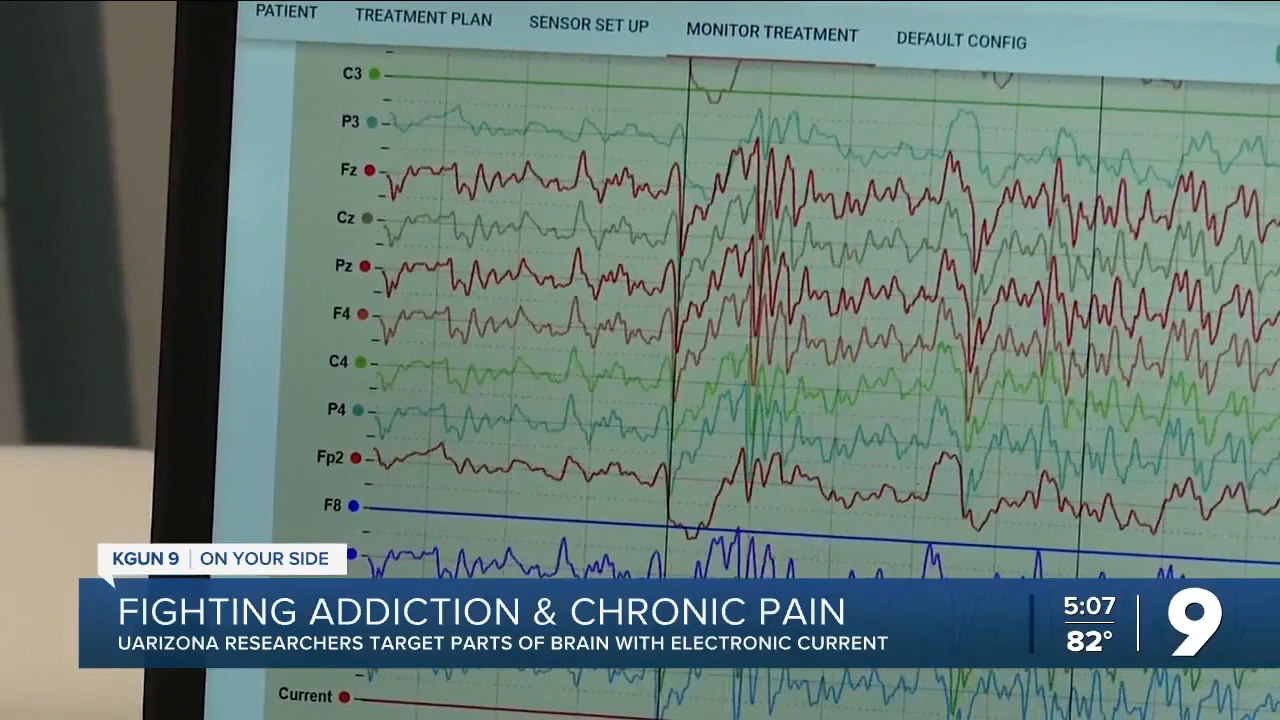 PATIENT TREATMENT PLAN SENSOR SET UP MONITOR TREATMENT DEFAULT CONFIG
C3
P3
Fz
Cz
Pz
F4
C4
P4
Fp2
F8
KGUN 9 | ON YOUR SIDE
FIGHTING ADDICTION & CHRONIC PAIN
UARIZONA RESEARCHERS TARGET PARTS OF BRAIN WITH ELECTRONIC CURRENT
5:07
82°
9
Current